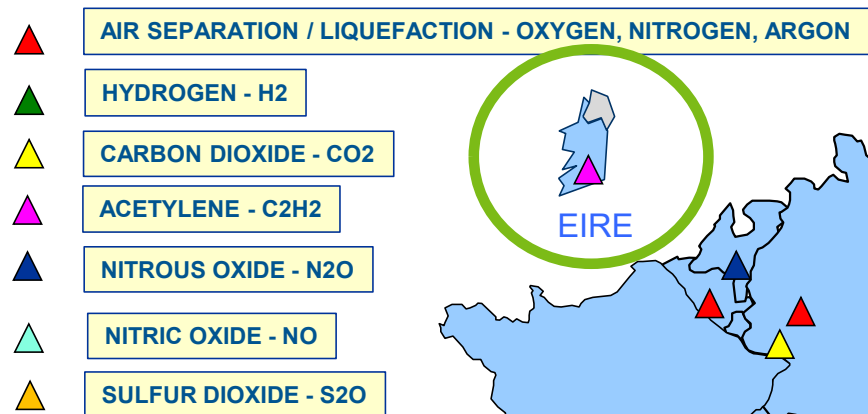 AIR SEPARATION / LIQUEFACTION - OXYGEN, NITROGEN, ARGON
HYDROGEN - H2
CARBON DIOXIDE - CO2
ACETYLENE - C2H2
EIRE
NITROUS OXIDE - N2O
NITRIC OXIDE - NO
SULFUR DIOXIDE - S2O